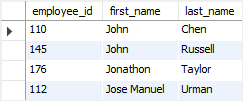 employee_id first_name last_name
110 John Chen
145 John Russell
176 Jonathon Taylor
112 Jose Manuel Urman